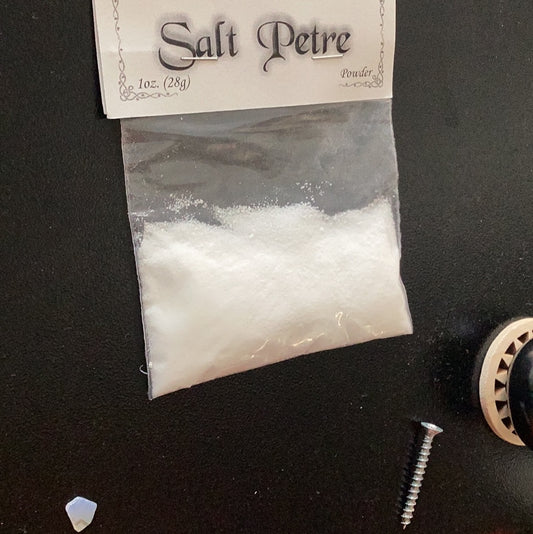 Salt Petre
1oz. (28g) Powder